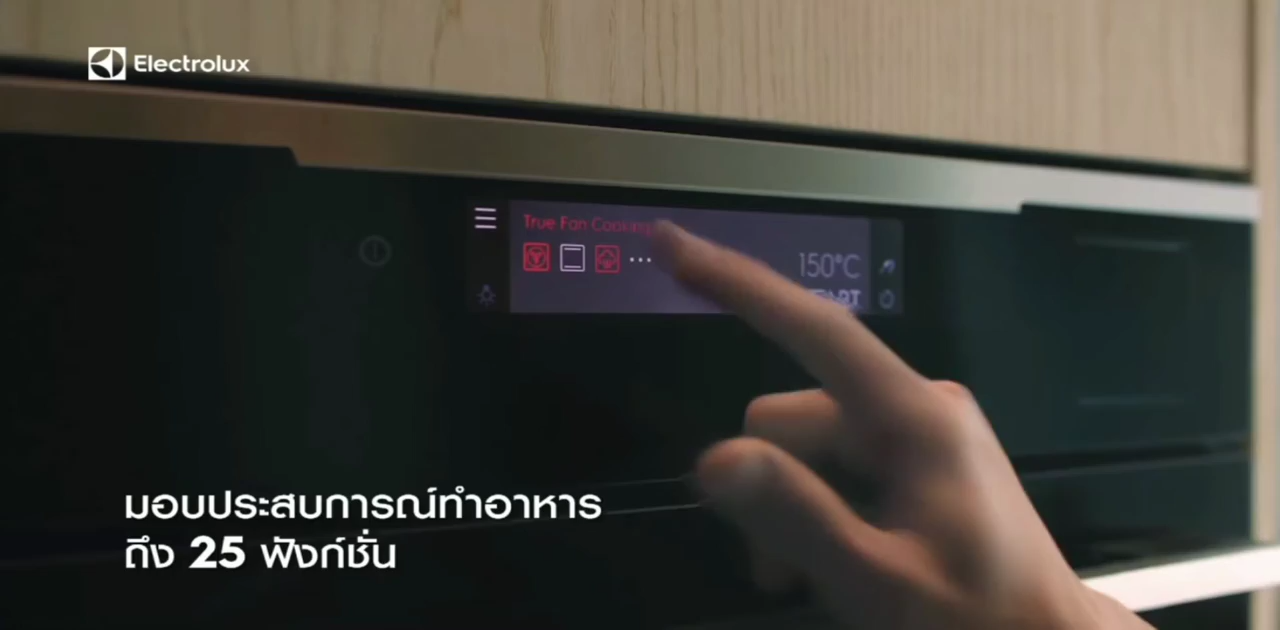 Electrolux
True Fan Cooking
150°C
มอบประสบการณ์ทำอาหาร
ถึง 25 ฟังก์ชั่น